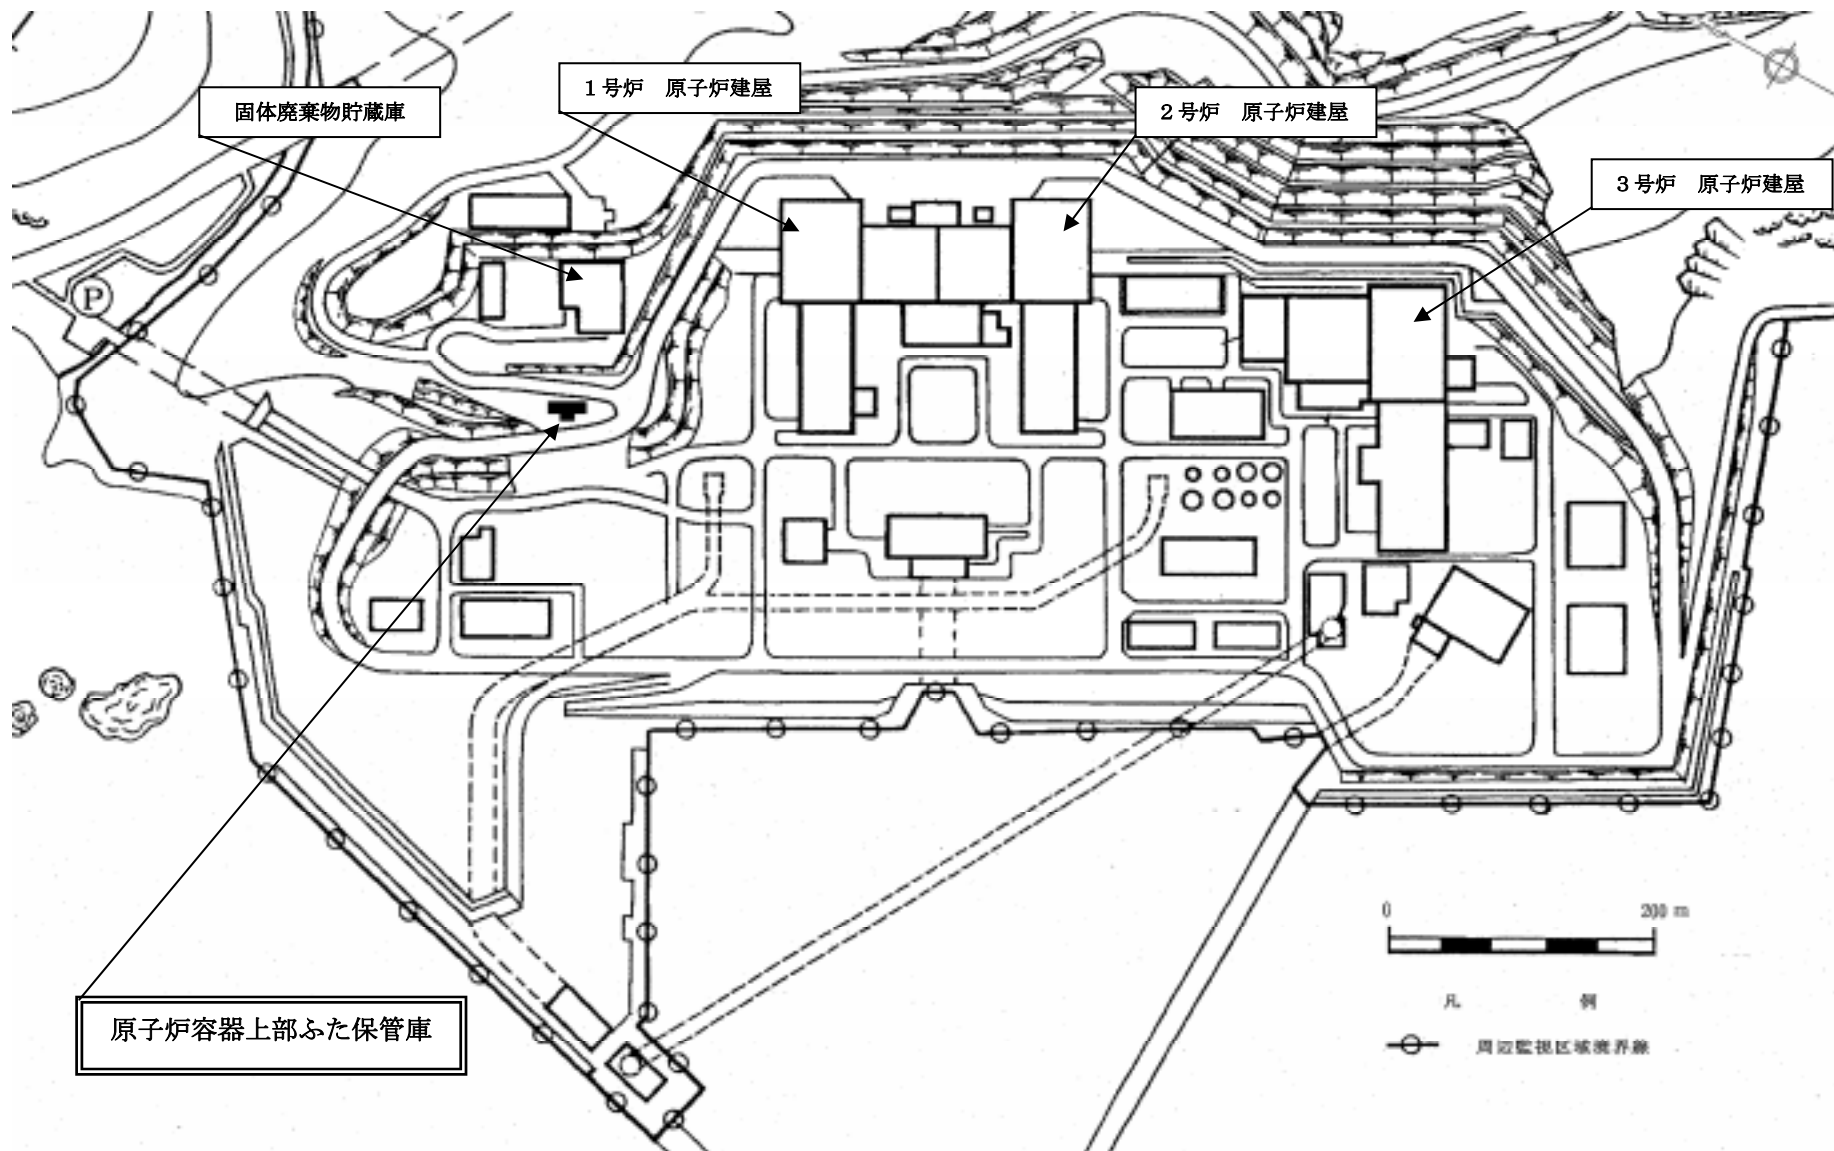 1号炉　原子炉建屋
固体廃棄物貯蔵庫
2号炉　原子炉建屋
3号炉　原子炉建屋
P
原子炉容器上部ふた保管庫
0 200 m
凡 例
周辺監視区域境界線